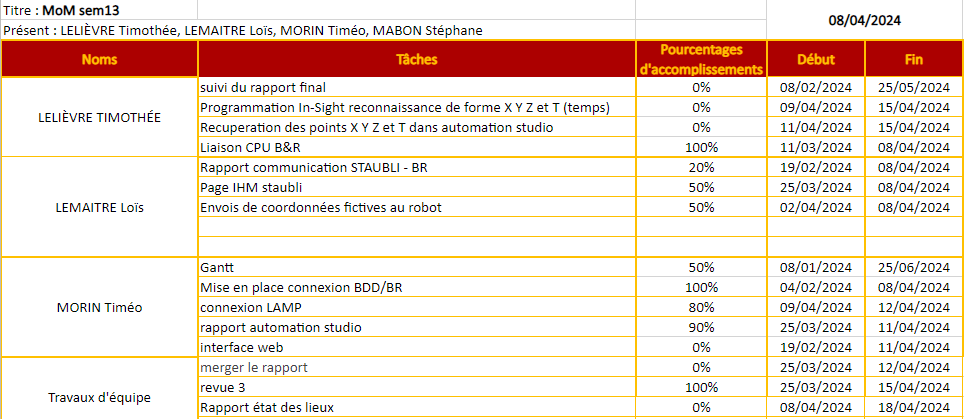 Titre : MoM sem13
08/04/2024
Présent : LELIÈVRE Timothée, LEMAITRE Loïs, MORIN Timéo, MABON Stéphane
Noms Tâches Pourcentages d'accomplissements Début Fin
LELIÈVRE TIMOTHÉE
suivi du rapport final 0% 08/02/2024 25/05/2024
Programmation In-Sight reconnaissance de forme X Y Z et T (temps) 0% 09/04/2024 15/04/2024
Recuperation des points X Y Z et T dans automation studio 0% 11/04/2024 15/04/2024
Liaison CPU B&R 100% 11/03/2024 08/04/2024
LEMAITRE Loïs
Rapport communication STAUBLI - BR 20% 19/02/2024 08/04/2024
Page IHM staubli 50% 25/03/2024 08/04/2024
Envois de coordonnées fictives au robot 50% 02/04/2024 08/04/2024
MORIN Timéo
Gantt 50% 08/01/2024 25/06/2024
Mise en place connexion BDD/BR 100% 04/02/2024 08/04/2024
connexion LAMP 80% 09/04/2024 12/04/2024
rapport automation studio 90% 25/03/2024 11/04/2024
interface web 0% 19/02/2024 11/04/2024
Travaux d'équipe
merger le rapport 0% 25/03/2024 12/04/2024
revue 3 100% 25/03/2024 15/04/2024
Rapport état des lieux 0% 08/04/2024 18/04/2024